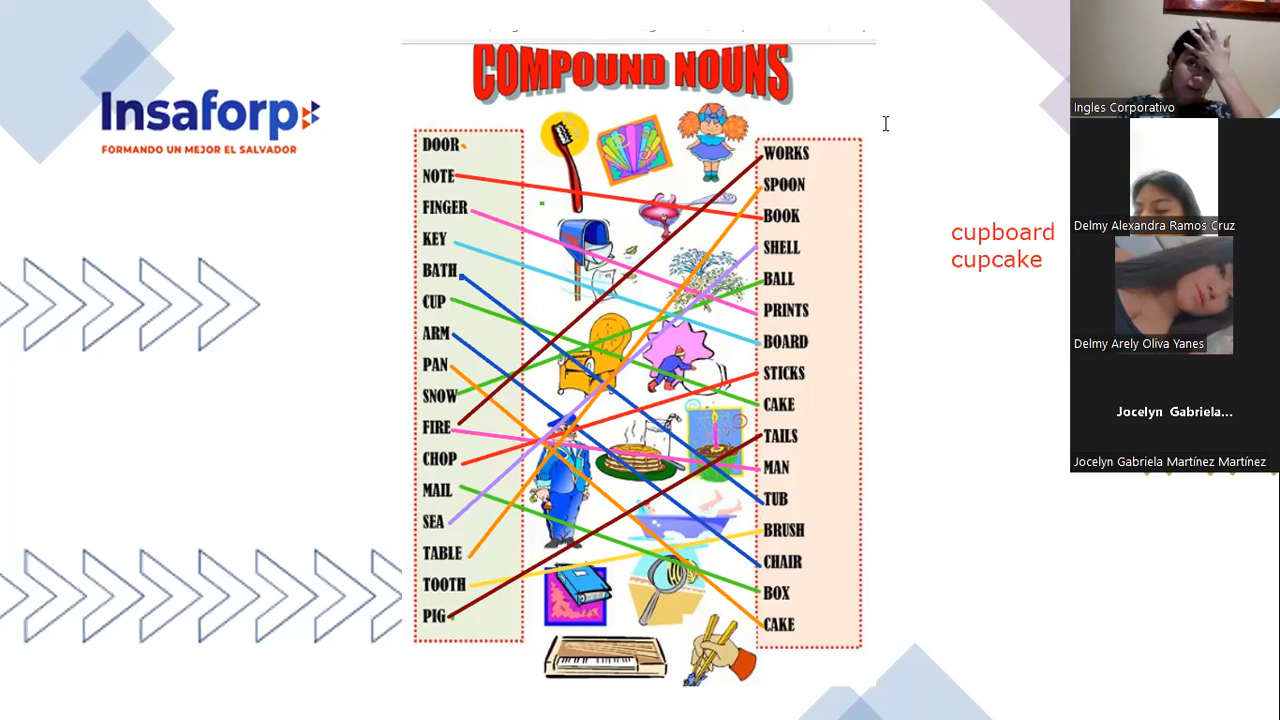 Insaforp
FORMANDO UN MEJOR EL SALVADOR
COMPOUND NOUNS
DOOR
NOTE
FINGER
KEY
BATH
CUP
ARM
PAN
SNOW
FIRE
CHOP
MAIL
SEA
TABLE
TOOTH
PIG
WORKS
SPOON
BOOK
SHELL
BALL
PRINTS
BOARD
STICKS
CAKE
TAILS
MAN
TUB
BRUSH
CHAIR
BOX
CAKE
cupboard
cupcake
Ingles Corporativo
Delmy Alexandra Ramos Cruz
Delmy Arely Oliva Yanes
Jocelyn Gabriela...
Jocelyn Gabriela Martínez Martínez